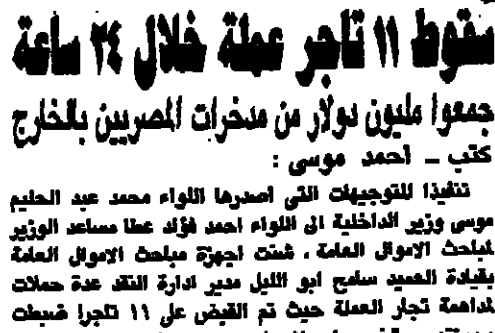 سقوط ١١ تاجر عملة خلال ٢٤ ساعة
جمعوا مليون دولار من مدخرات المصريين بالخارج
كتب ــ احمد موسى :
تنفيذا للتوجيهات التى اصدرها اللواء محمد عبد الحليم
موسى وزير الداخلية الى اللواء احمد فؤاد عطا مساعد الوزير
لمباحث الاموال العامة ، شنت اجهزة مباحث الاموال العامة
بقيادة العميد سامح ابو الليل مدير ادارة النقد عدة حملات
لمداهمة تجار العملة حيث تم القبض على ١١ تاجرا ضبطت